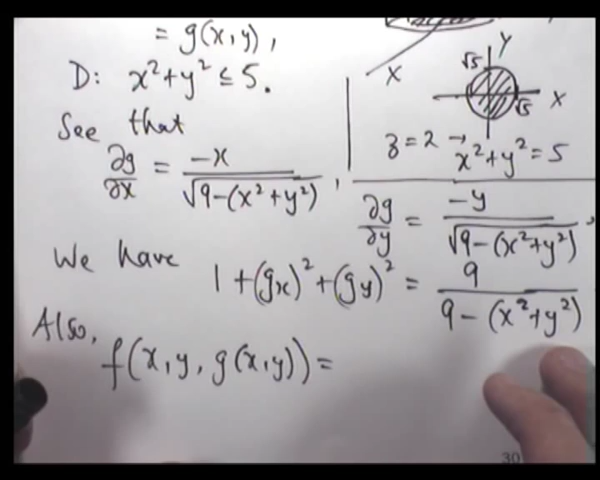 = g(x,y),
D: x²+y² ≤ 5.
See that
∂g/∂x = -x/√(9-(x²+y²)),
X
Y
√5
√5
X
z=2 → x²+y²=5
∂g/∂y = -y/√(9-(x²+y²)),
We have
1+(gx)²+(gy)² = 9/(9-(x²+y²))
Also,
f(x,y, g(x,y)) =
30